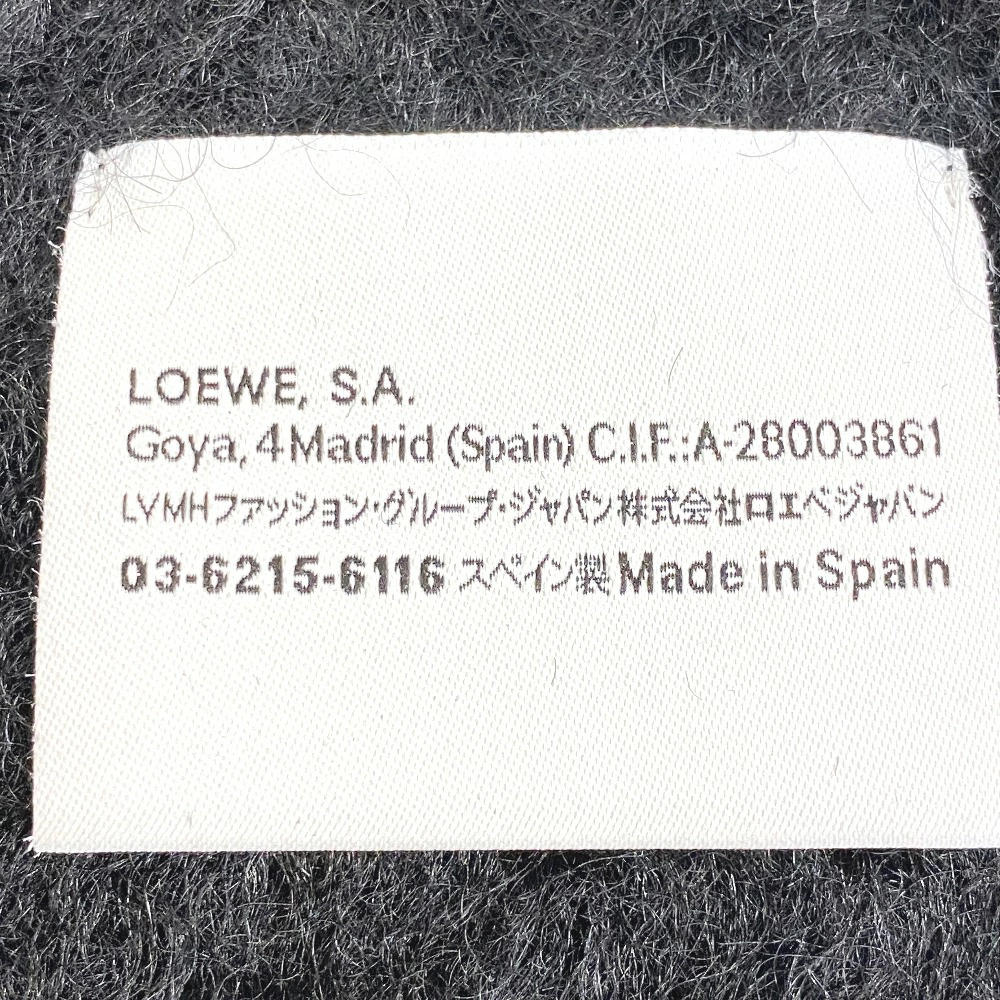 LOEWE, S.A.
Goya, 4 Madrid (Spain) C.I.F.:A-28003861
LVMHファッション・グループ・ジャパン株式会社ロエベジャパン
03-6215-6116 スペイン製 Made in Spain